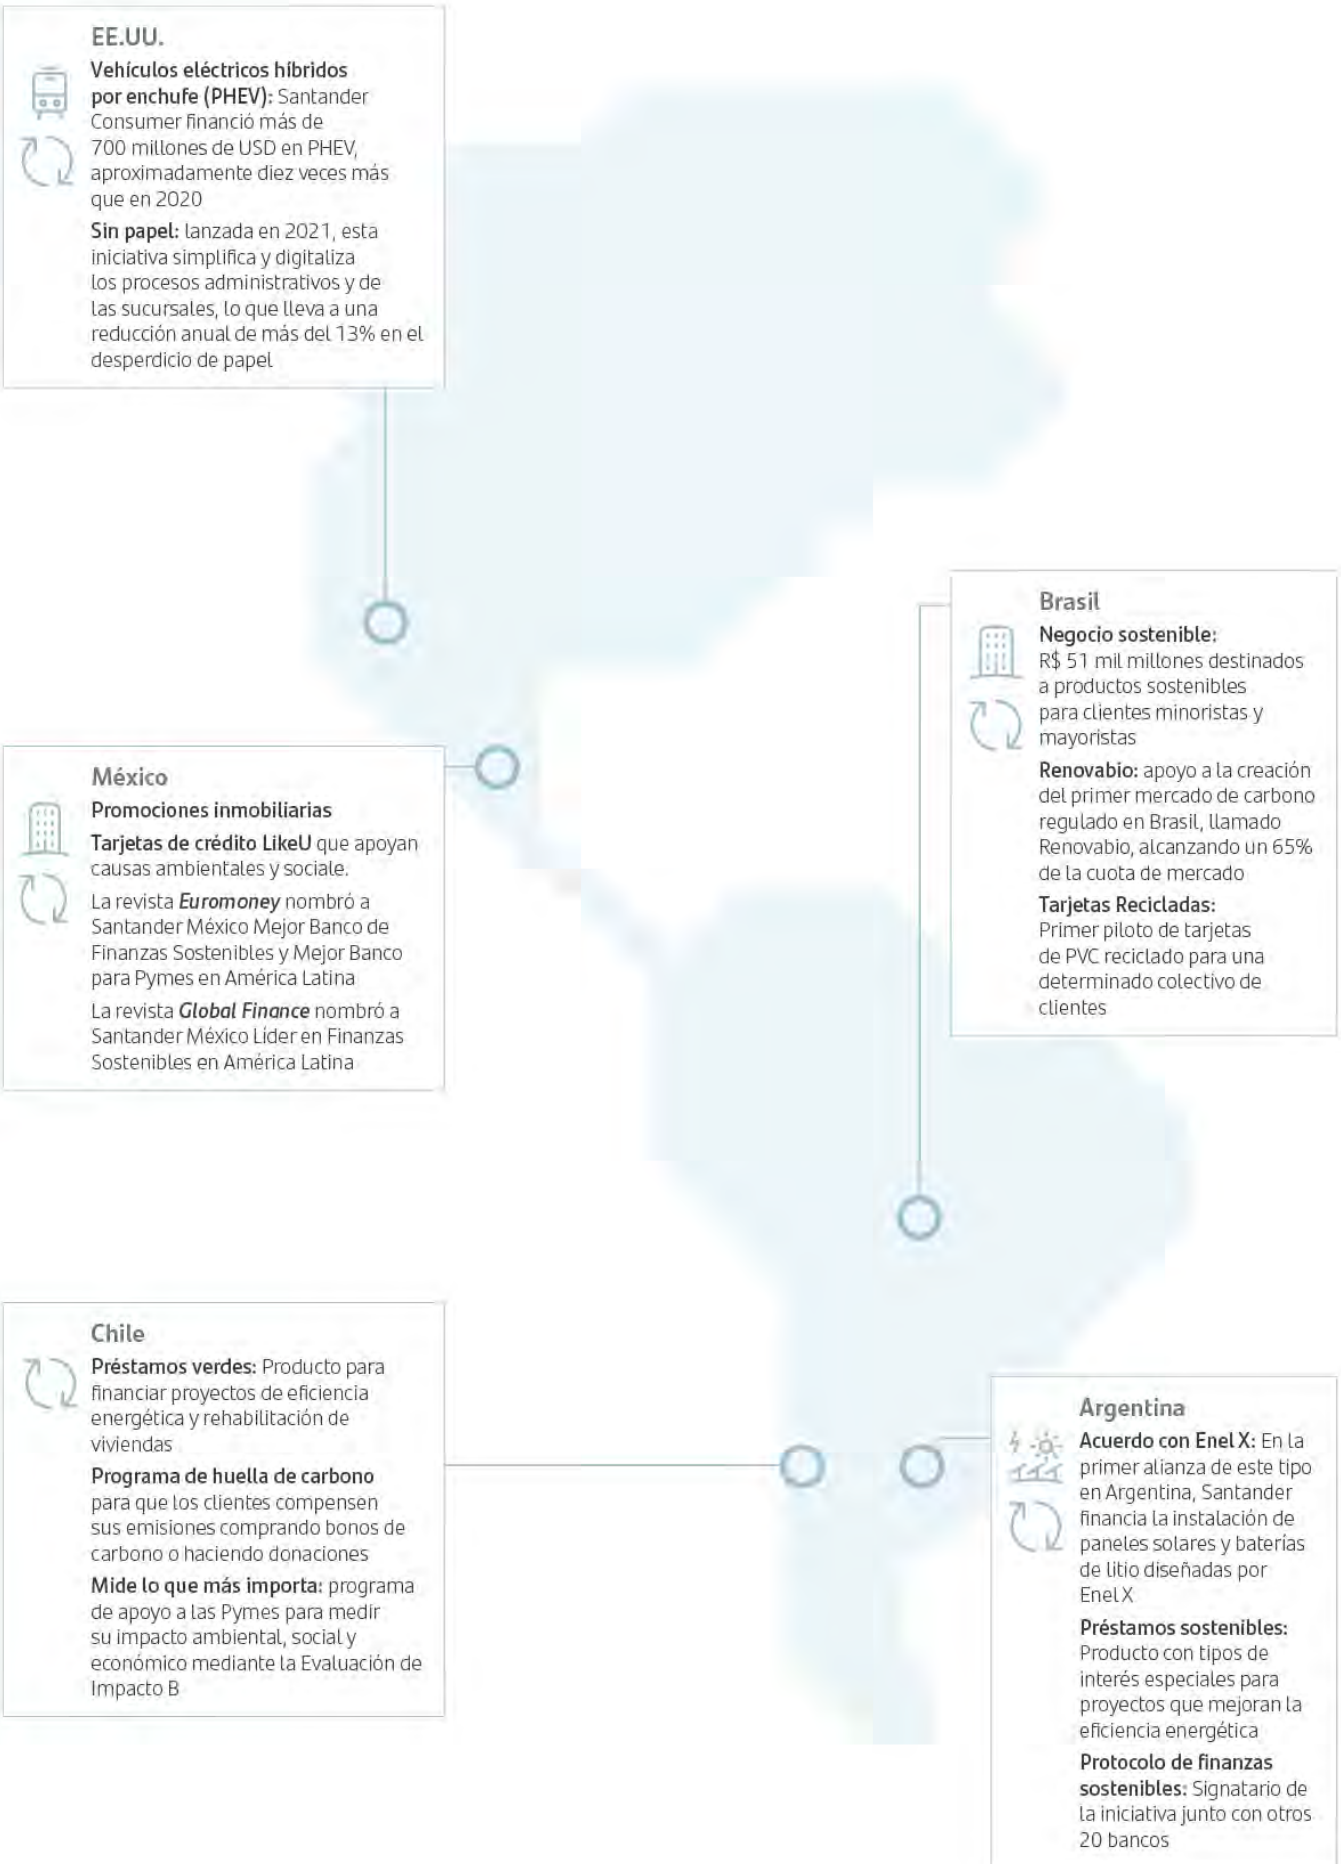 EE.UU.
Vehículos eléctricos híbridos
por enchufe (PHEV): Santander
Consumer financió más de
700 millones de USD en PHEV,
aproximadamente diez veces más
que en 2020
Sin papel: lanzada en 2021, esta
iniciativa simplifica y digitaliza
los procesos administrativos y de
las sucursales, lo que lleva a una
reducción anual de más del 13% en el
desperdicio de papel
México
Promociones inmobiliarias
Tarjetas de crédito LikeU que apoyan
causas ambientales y sociale.
La revista Euromoney nombró a
Santander México Mejor Banco de
Finanzas Sostenibles y Mejor Banco
para Pymes en América Latina
La revista Global Finance nombró a
Santander México Líder en Finanzas
Sostenibles en América Latina
Brasil
Negocio sostenible:
R$ 51 mil millones destinados
a productos sostenibles
para clientes minoristas y
mayoristas
Renovabio: apoyo a la creación
del primer mercado de carbono
regulado en Brasil, llamado
Renovabio, alcanzando un 65%
de la cuota de mercado
Tarjetas Recicladas:
Primer piloto de tarjetas
de PVC reciclado para una
determinado colectivo de
clientes
Chile
Préstamos verdes: Producto para
financiar proyectos de eficiencia
energética y rehabilitación de
viviendas
Programa de huella de carbono
para que los clientes compensen
sus emisiones comprando bonos de
carbono o haciendo donaciones
Mide lo que más importa: programa
de apoyo a las Pymes para medir
su impacto ambiental, social y
económico mediante la Evaluación de
Impacto B
Argentina
Acuerdo con Enel X: En la
primer alianza de este tipo
en Argentina, Santander
financia la instalación de
paneles solares y baterías
de litio diseñadas por
Enel X
Préstamos sostenibles:
Producto con tipos de
interés especiales para
proyectos que mejoran la
eficiencia energética
Protocolo de finanzas
sostenibles: Signatario de
la iniciativa junto con otros
20 bancos